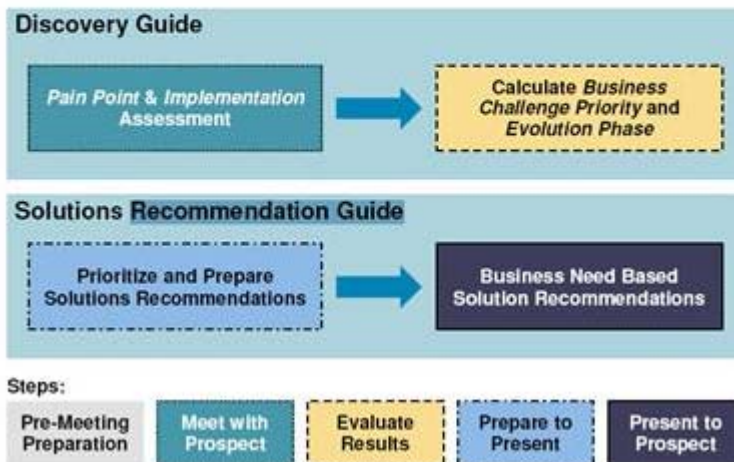 Discovery Guide
Pain Point & Implementation
Assessment
Calculate Business
Challenge Priority and
Evolution Phase
Solutions Recommendation Guide
Prioritize and Prepare
Solutions Recommendations
Business Need Based
Solution Recommendations
Steps:
Pre-Meeting
Preparation
Meet with
Prospect
Evaluate
Results
Prepare to
Present
Present to
Prospect